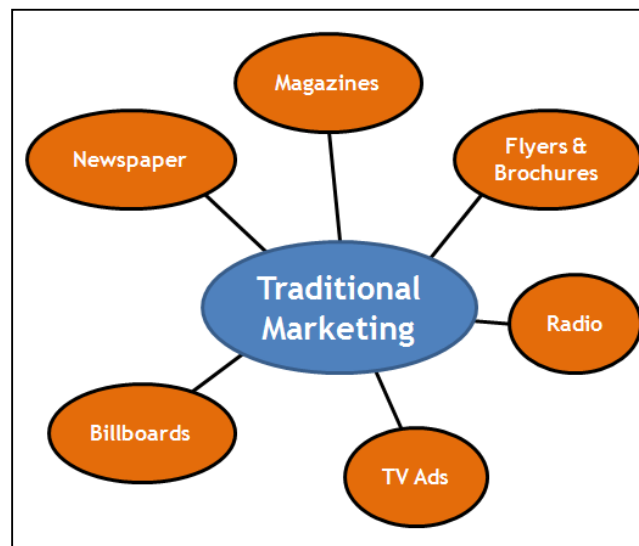 Magazines
Newspaper
Flyers &
Brochures
Traditional
Marketing
Radio
Billboards
TV Ads